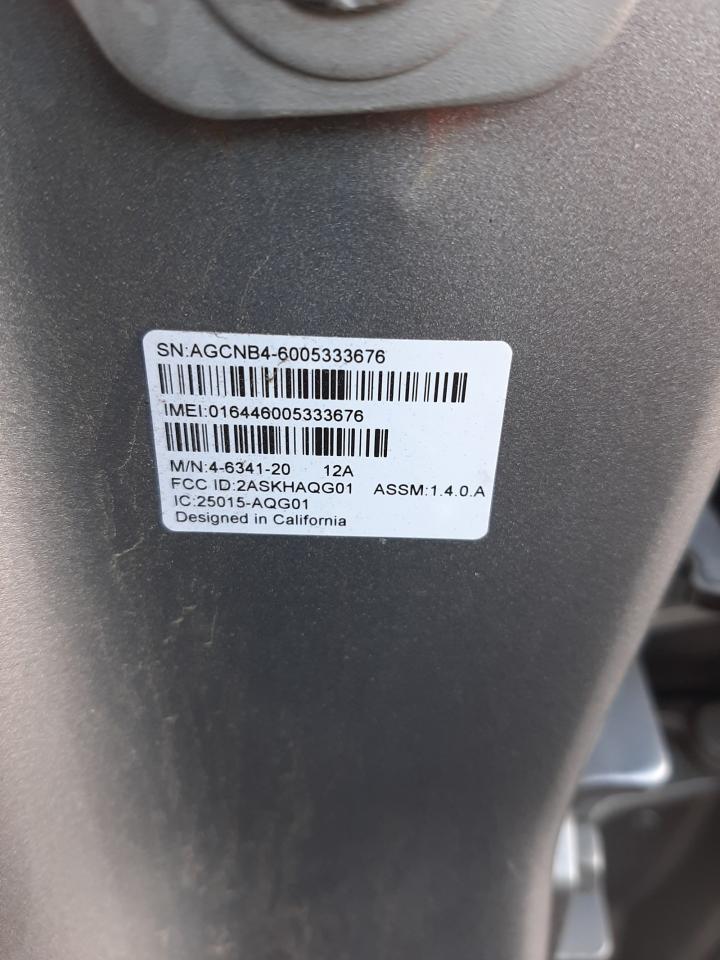 SN:AGCNB4-6005333676
IMEI:016446005333676
M/N:4-6341-20 12A
FCC ID:2ASKHAQG01 ASSM:1.4.0.A
IC:25015-AQG01
Designed in California